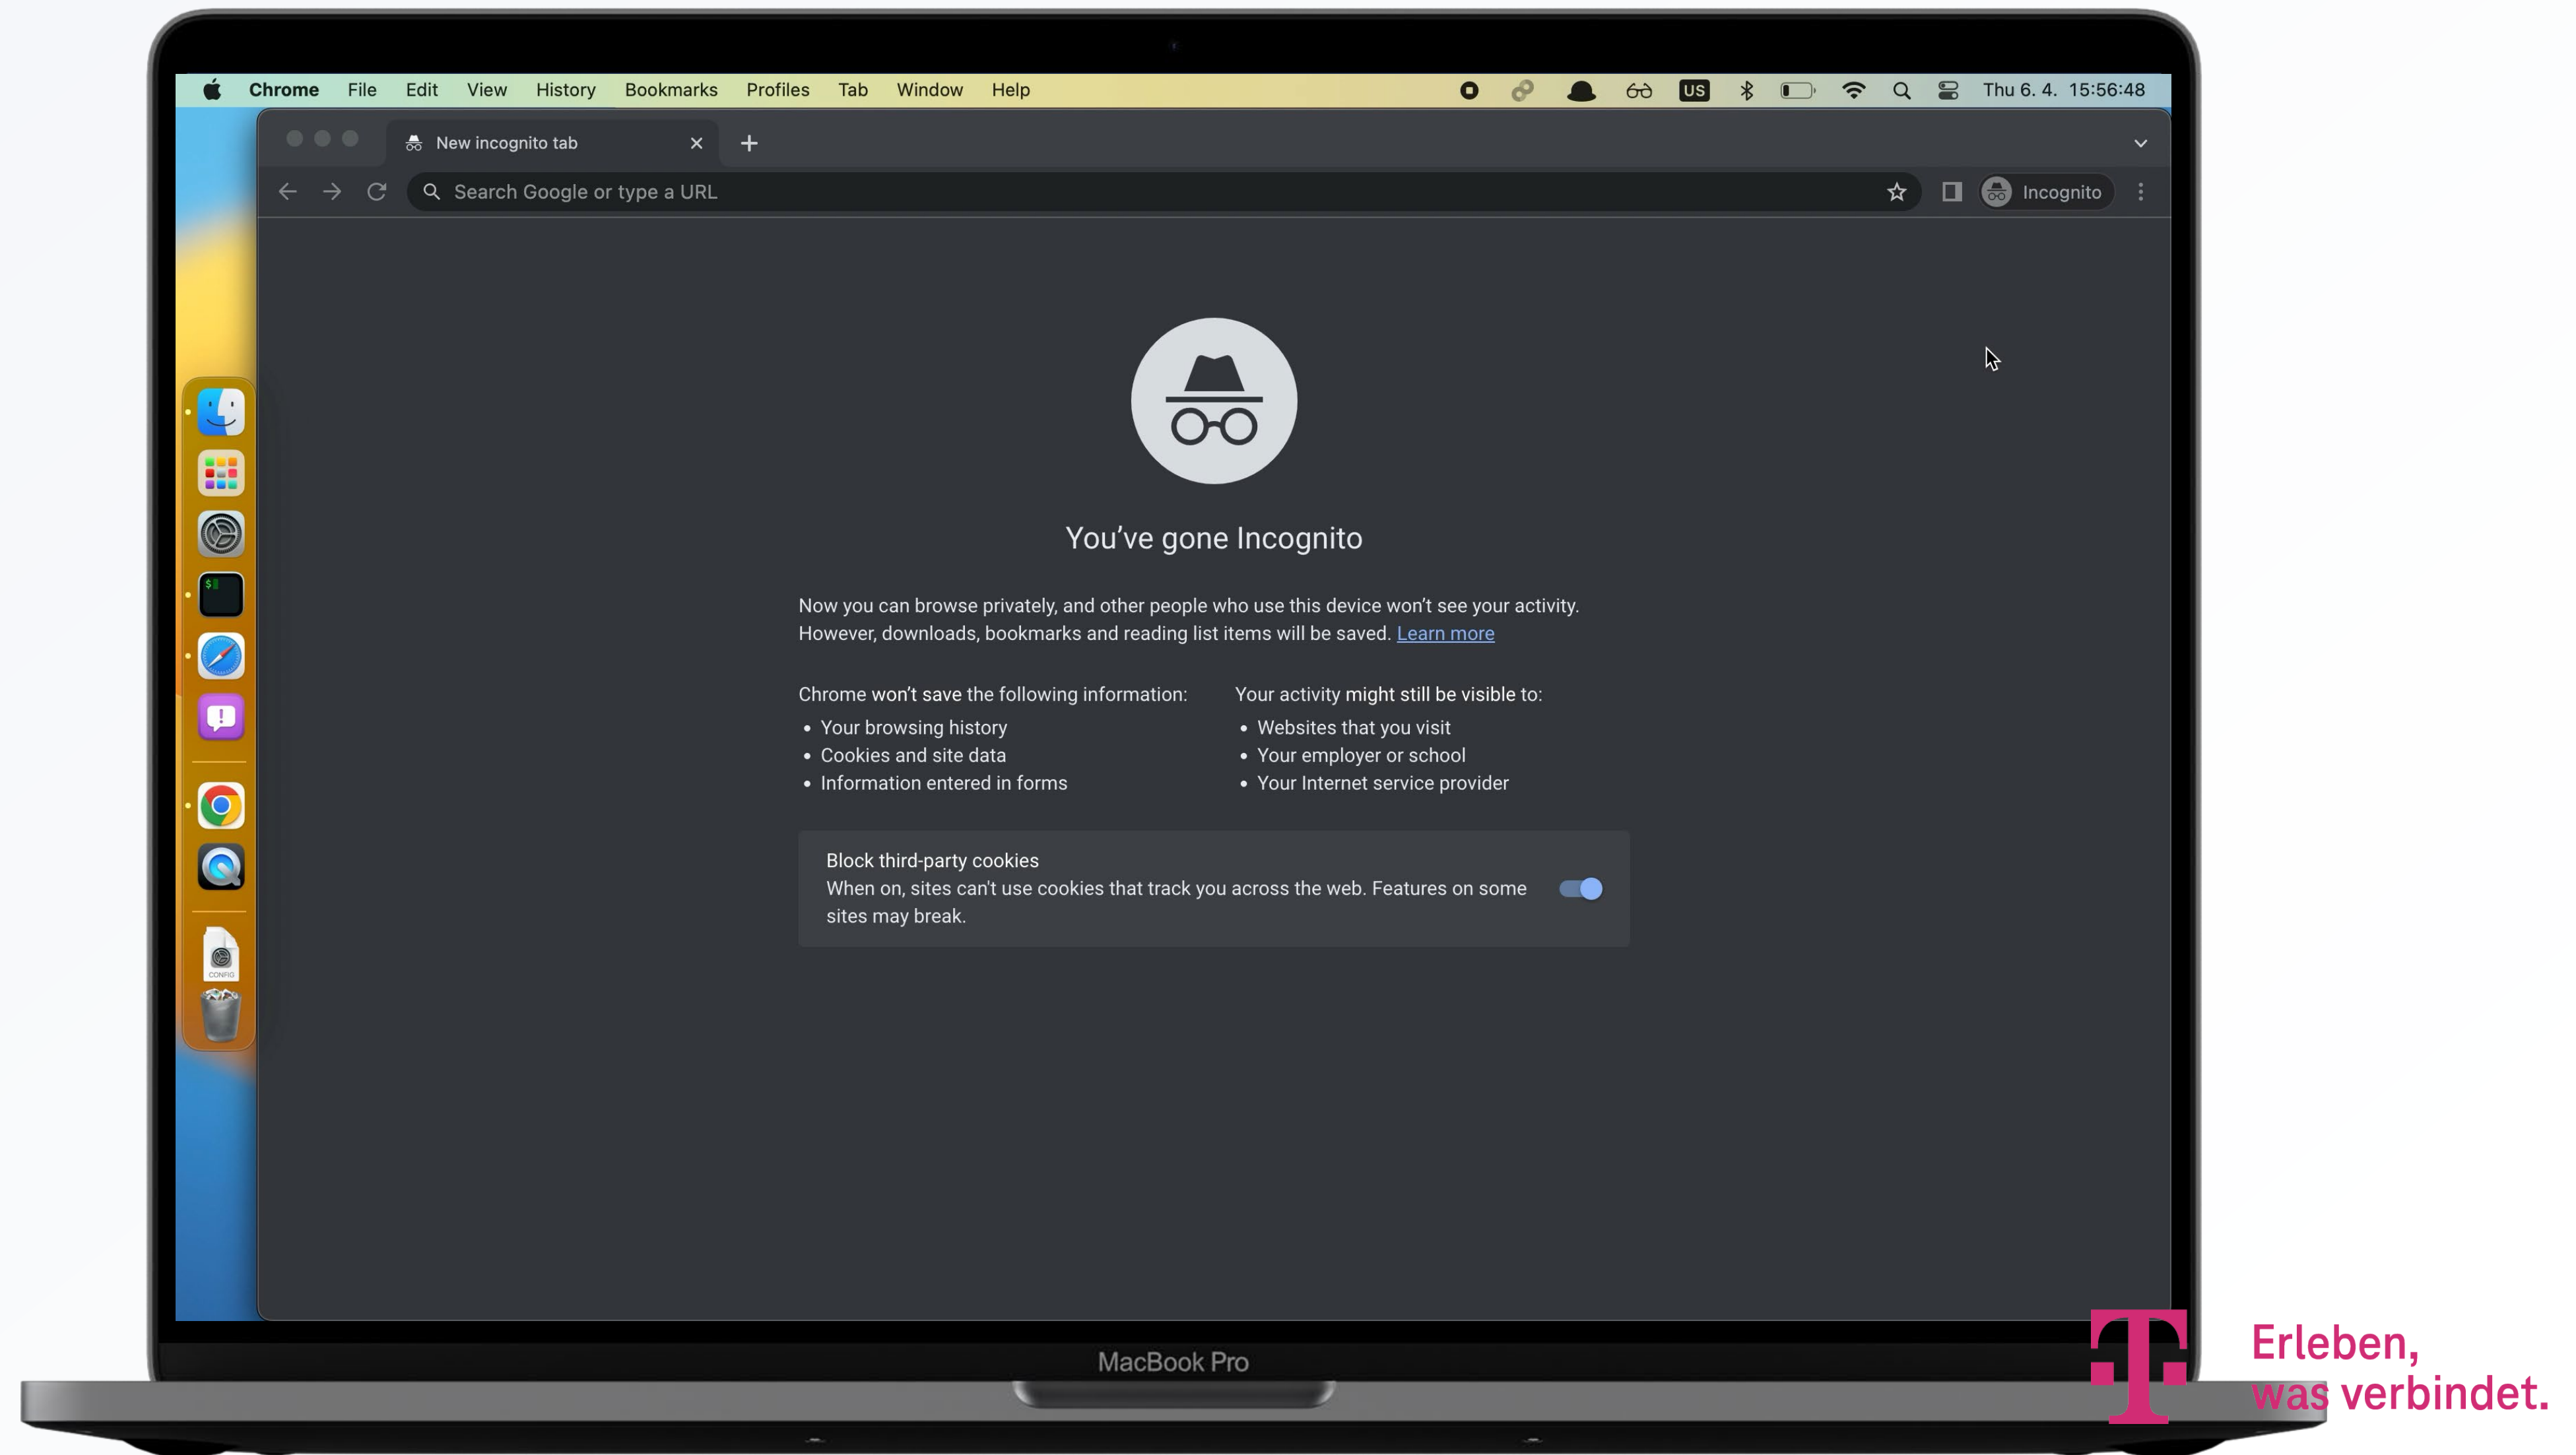 Chrome File Edit View History Bookmarks Profiles Tab Window Help US Thu 6. 4. 15:56:48
New incognito tab
Search Google or type a URL
Incognito
$
You've gone Incognito
Now you can browse privately, and other people who use this device won't see your activity.
However, downloads, bookmarks and reading list items will be saved. Learn more
Chrome won't save the following information:
Your browsing history
Cookies and site data
Information entered in forms
Your activity might still be visible to:
Websites that you visit
Your employer or school
Your Internet service provider
Block third-party cookies
When on, sites can't use cookies that track you across the web. Features on some
sites may break.
CONFIG
MacBook Pro
T
Erleben,
was verbindet.